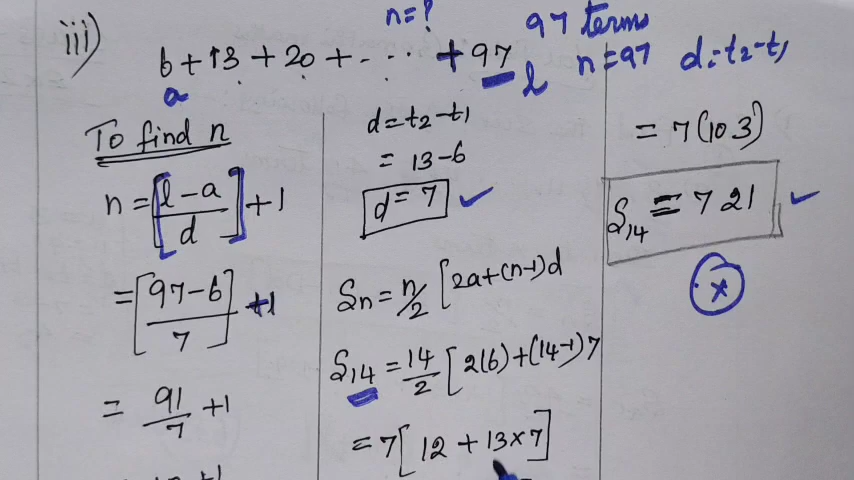 iii) 6 + 13 + 20 + ... + 97
a
l
n = ?
97 terms
n = 97
d = t₂ - t₁
To find n
n = [l - a / d] + 1
= [97 - 6 / 7] + 1
= 91/7 + 1
+1
d = t₂ - t₁
= 13 - 6
d = 7 ✓
Sn = n/2 [2a + (n-1)d
S₁₄ = 14/2 [2(6) + (14-1)7
= 7[12 + 13×7]
= 7(103)
S₁₄ = 721 ✓